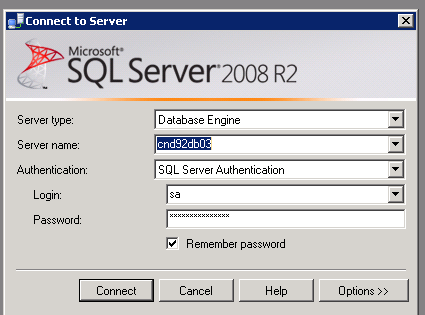 Connect to Server
Microsoft®
SQL Server® 2008 R2
Server type: Database Engine
Server name: cnd92db03
Authentication: SQL Server Authentication
Login: sa
Password: ***************
Remember password
Connect Cancel Help Options >>